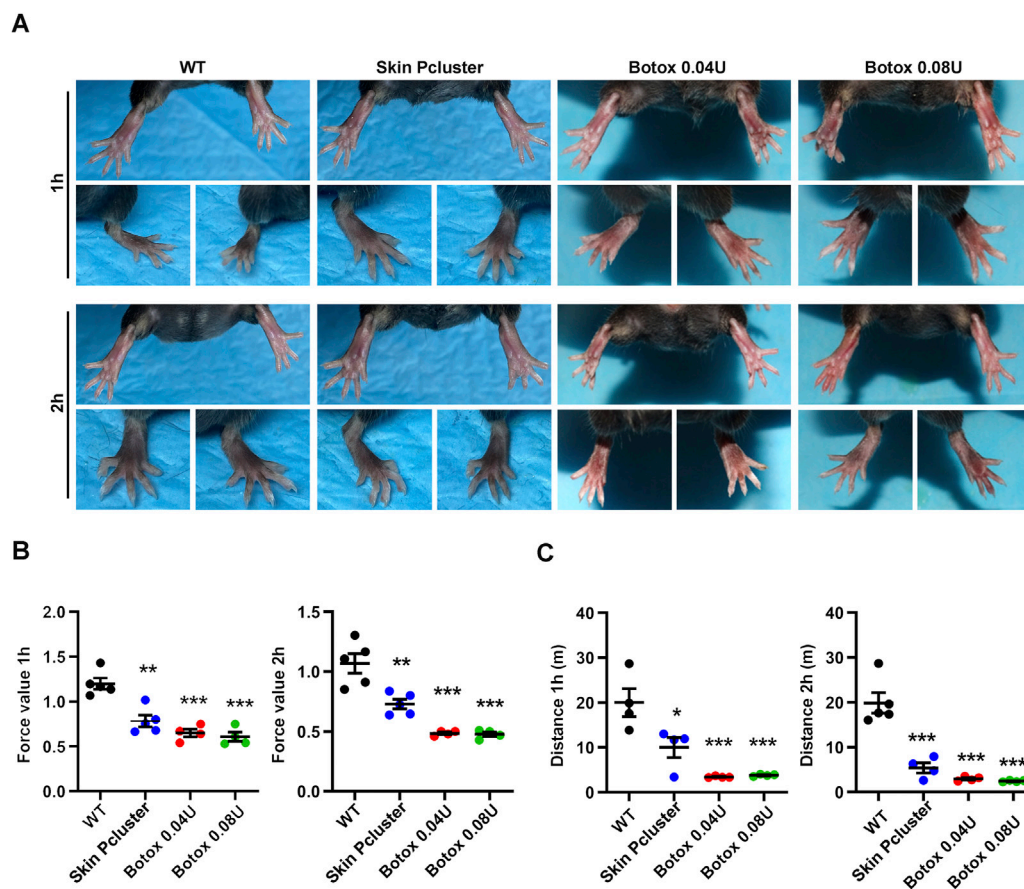 A
WT
Skin Pcluster
Botox 0.04U
Botox 0.08U
1h
2h
B
Force value 1h
2.0
1.5
1.0
0.5
0.0
**
***
***
WT
Skin Pcluster
Botox 0.04U
Botox 0.08U
Force value 2h
1.5
1.0
0.5
0.0
**
***
***
WT
Skin Pcluster
Botox 0.04U
Botox 0.08U
C
Distance 1h (m)
40
30
20
10
0
*
***
***
WT
Skin Pcluster
Botox 0.04U
Botox 0.08U
Distance 2h (m)
40
30
20
10
0
***
***
***
WT
Skin Pcluster
Botox 0.04U
Botox 0.08U